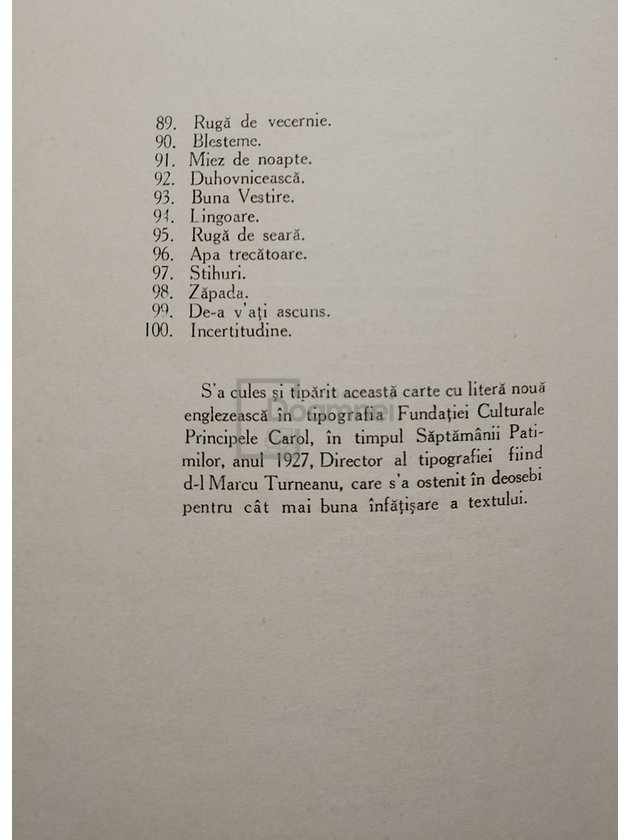 89. Rugă de vecernie.
90. Blesteme.
91. Miez de noapte.
92. Duhovnicească.
93. Buna Vestire.
94. Lingoare.
95. Rugă de seară.
96. Apa trecătoare.
97. Stihuri.
98. Zăpada.
99. De-a v'ați ascuns.
100. Incertitudine.
S'a cules și tipărit această carte cu literă nouă
englezească în tipografia Fundației Culturale
Principele Carol, în timpul Săptămânii Pati-
milor, anul 1927, Director al tipografiei fiind
d-l Marcu Turneanu, care s'a ostenit în deosebi
pentru cât mai buna înfățișare a textului.